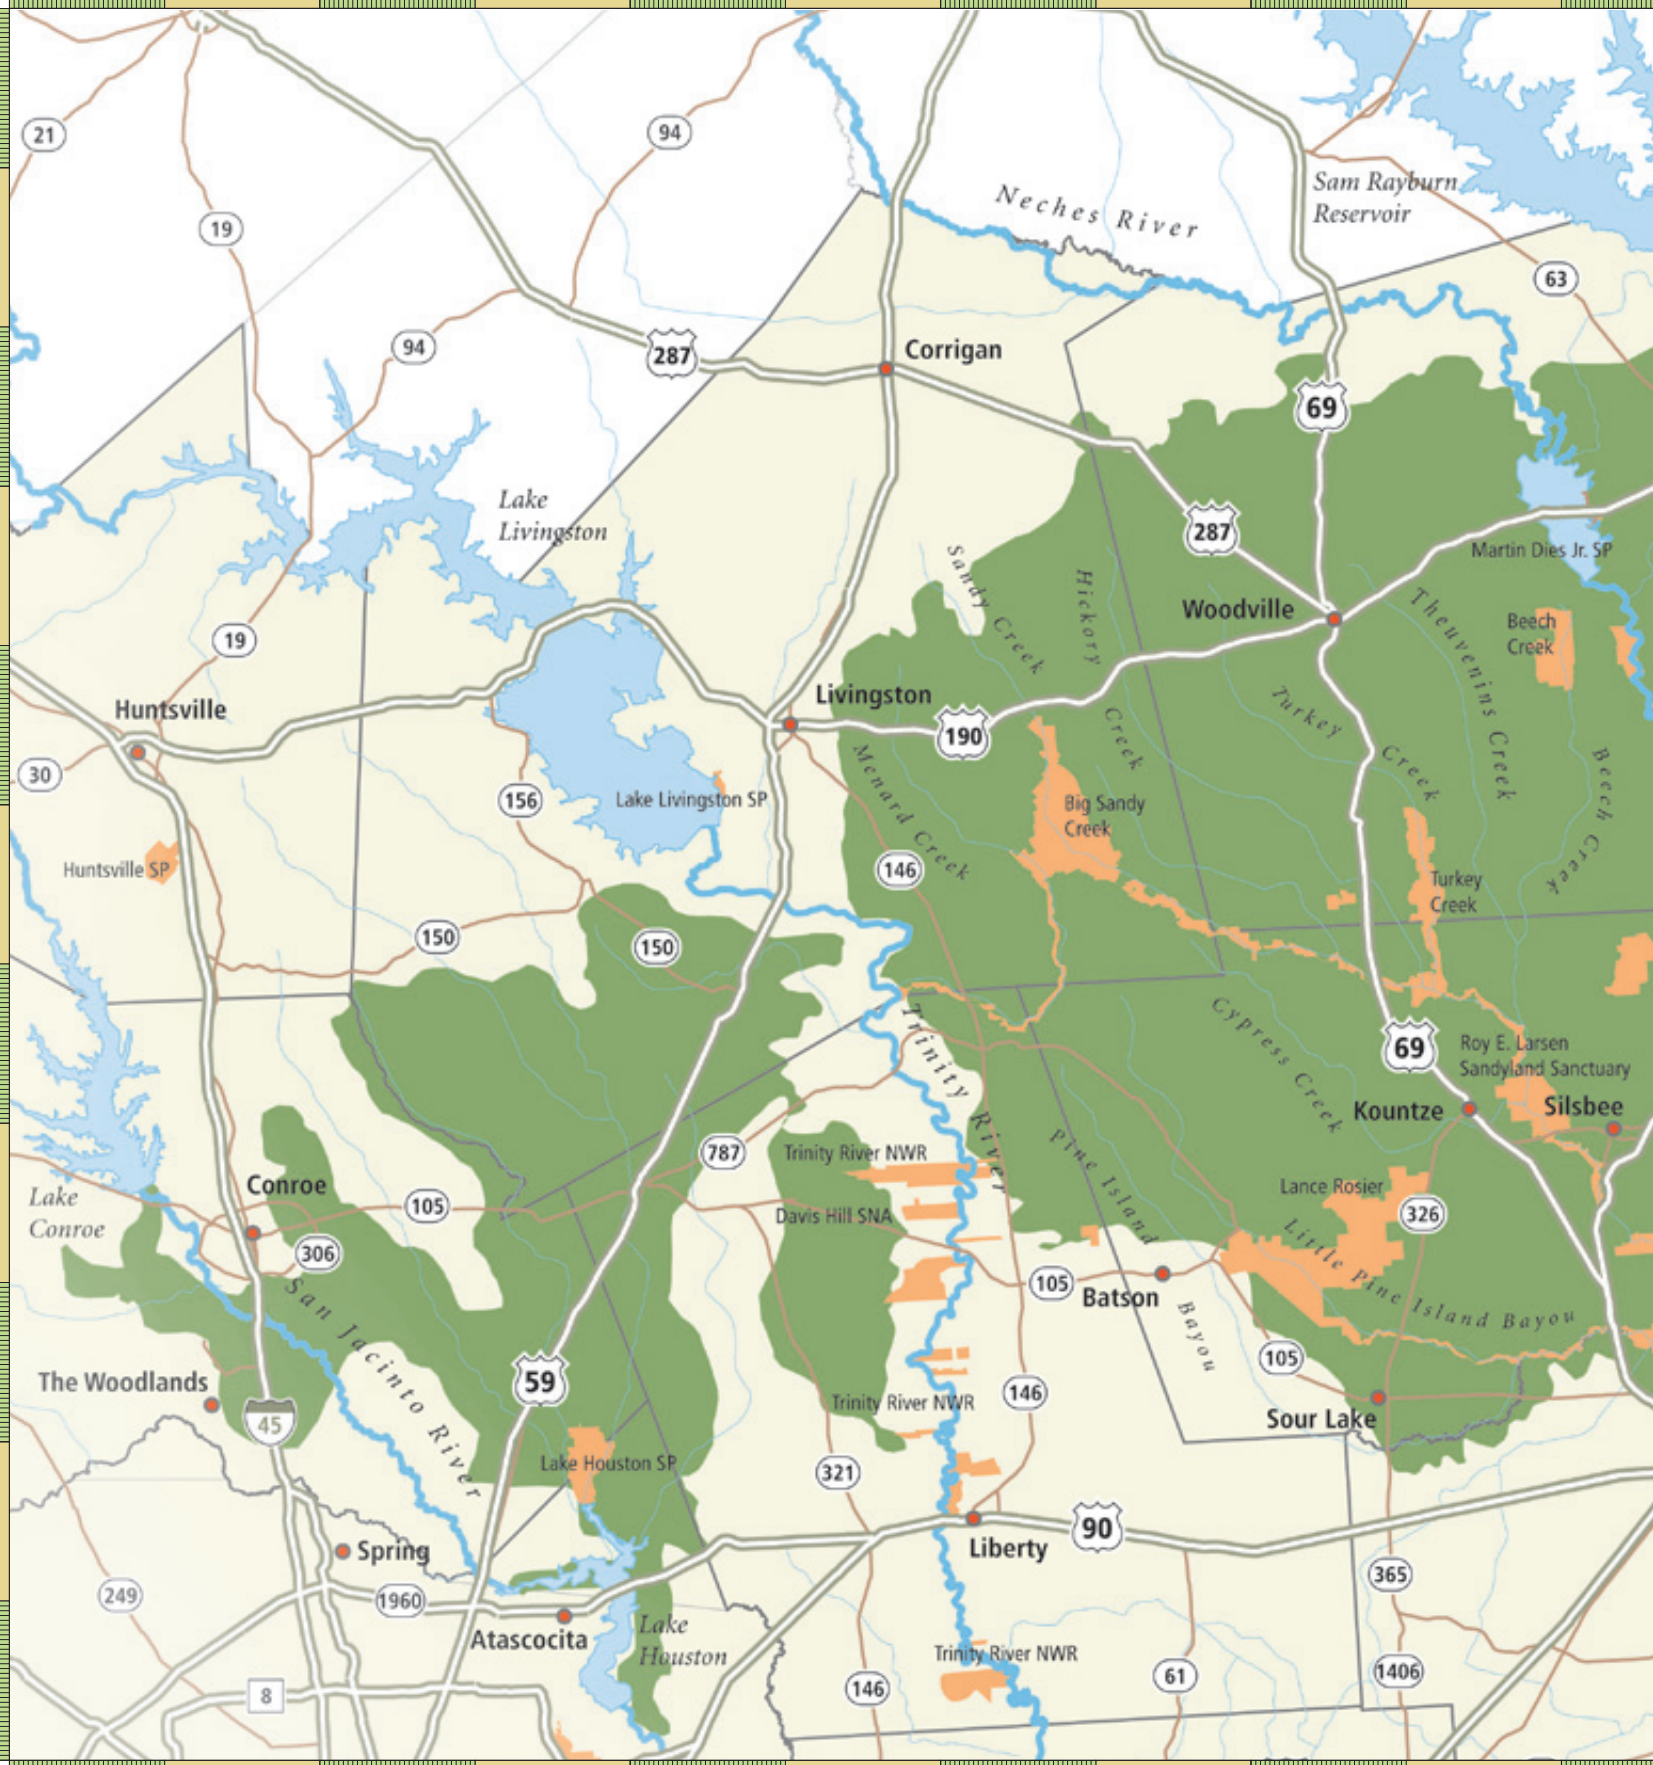 21
94
19
Neches River
Sam Rayburn
Reservoir
63
94
287
Corrigan
69
Lake
Livingston
287
Martin Dies Jr. SP
Sandy Creek
Hickory
Creek
Woodville
Theuvenins Creek
Beech
Creek
19
Huntsville
Livingston
190
Turkey
Creek
Beech Creek
30
156
Lake Livingston SP
Menard Creek
Big Sandy
Creek
Huntsville SP
146
Turkey
Creek
150
150
Trinity River
Cypress Creek
69
Roy E. Larsen
Sandyland Sanctuary
Kountze
Silsbee
787
Trinity River NWR
Pine Island
Bayou
Lake
Conroe
Conroe
105
Davis Hill SNA
Lance Rosier
326
306
Little Pine Island Bayou
105
Batson
San Jacinto River
The Woodlands
59
105
45
Trinity River NWR
146
Sour Lake
Lake Houston SP
321
90
Liberty
Spring
249
1960
365
Atascocita
Lake
Houston
Trinity River NWR
8
146
61
1406